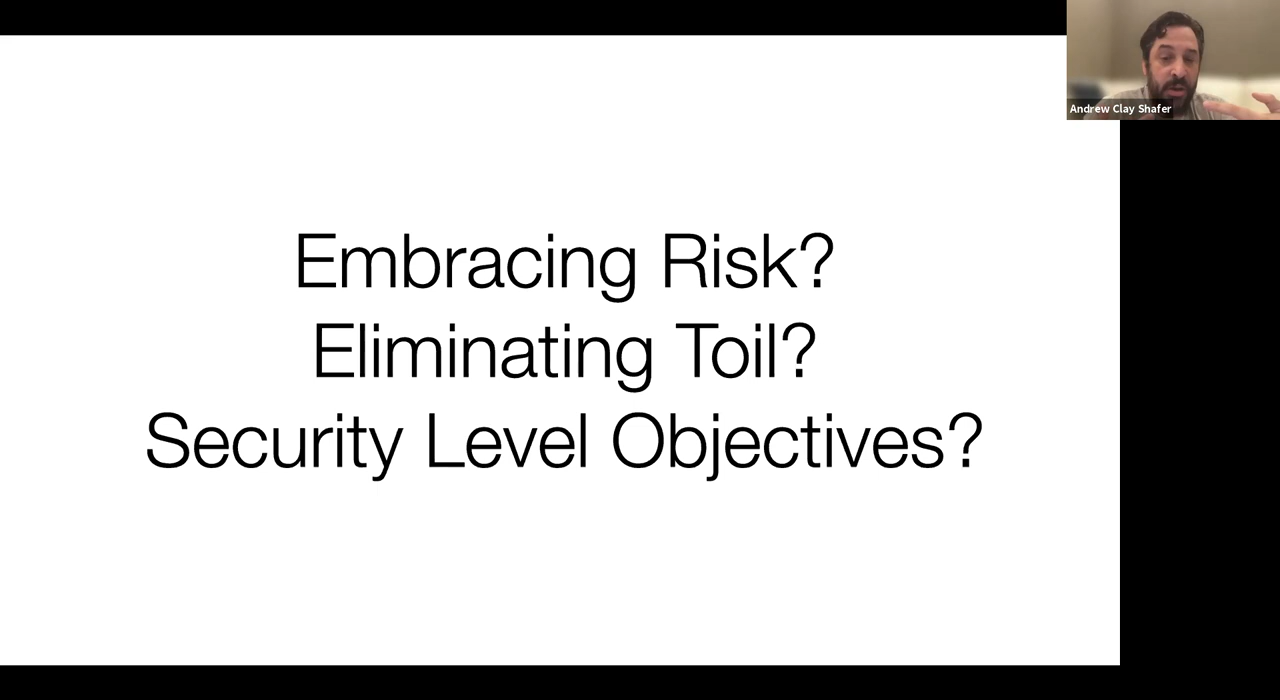 Andrew Clay Shafer
Embracing Risk?
Eliminating Toil?
Security Level Objectives?